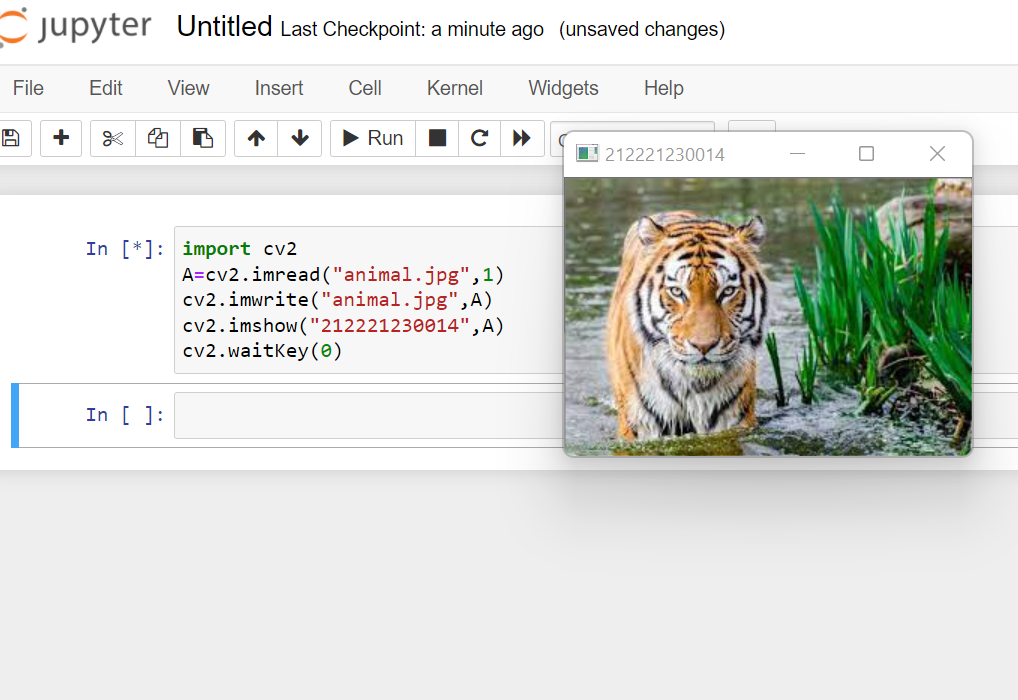 jupyter Untitled Last Checkpoint: a minute ago (unsaved changes)
File Edit View Insert Cell Kernel Widgets Help
Run
212221230014
In [*]: import cv2
A=cv2.imread("animal.jpg",1)
cv2.imwrite("animal.jpg",A)
cv2.imshow("212221230014",A)
cv2.waitKey(0)
In [ ]: